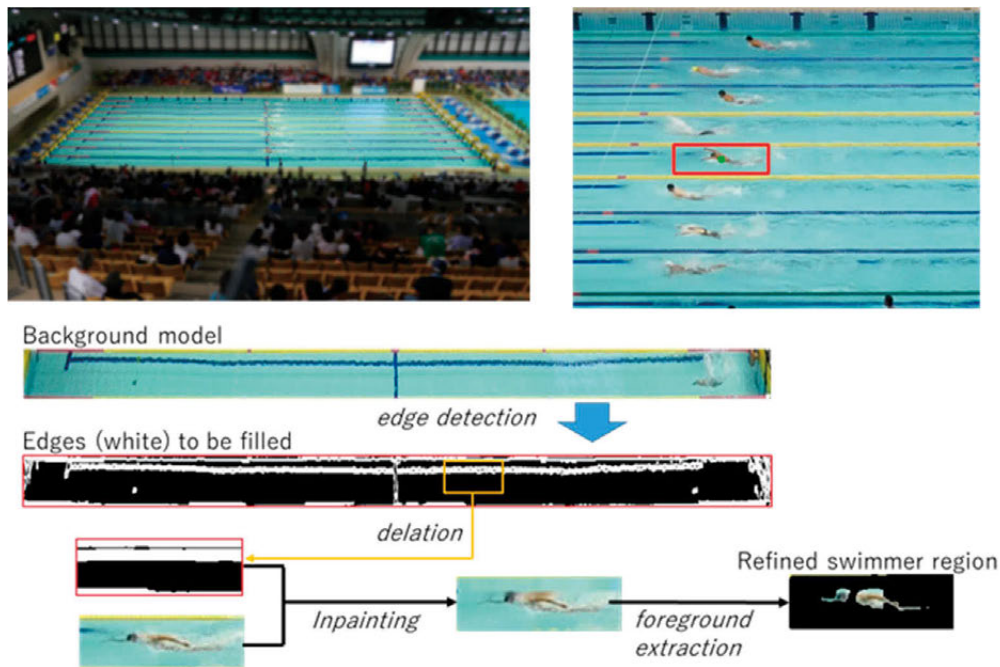 Background model
edge detection
Edges (white) to be filled
delation
Refined swimmer region
Inpainting
foreground
extraction